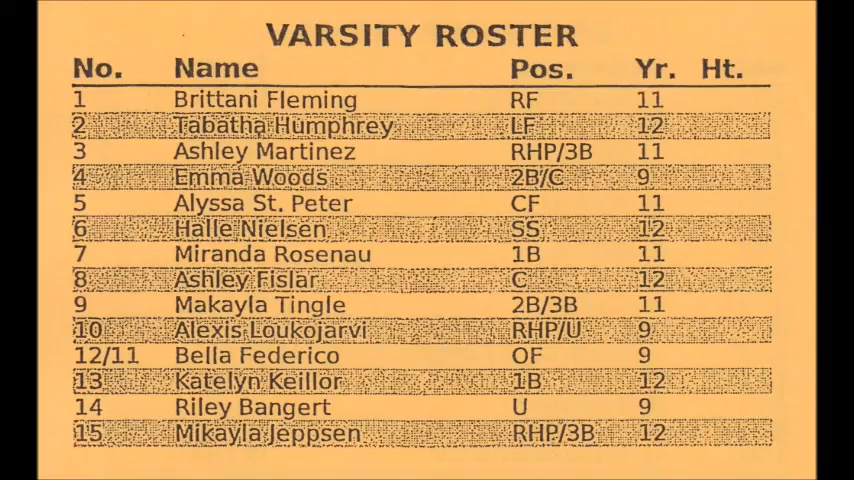 VARSITY ROSTER
No. Name Pos. Yr. Ht.
1 Brittani Fleming RF 11
2 Tabatha Humphrey LF 12
3 Ashley Martinez RHP/3B 11
4 Emma Woods 2B/C 9
5 Alyssa St. Peter CF 11
6 Halle Nielsen SS 12
7 Miranda Rosenau 1B 11
8 Ashley Fislar C 12
9 Makayla Tingle 2B/3B 11
10 Alexis Loukojarvi RHP/U 9
12/11 Bella Federico OF 9
13 Katelyn Keillor 1B 12
14 Riley Bangert U 9
15 Mikayla Jeppsen RHP/3B 12